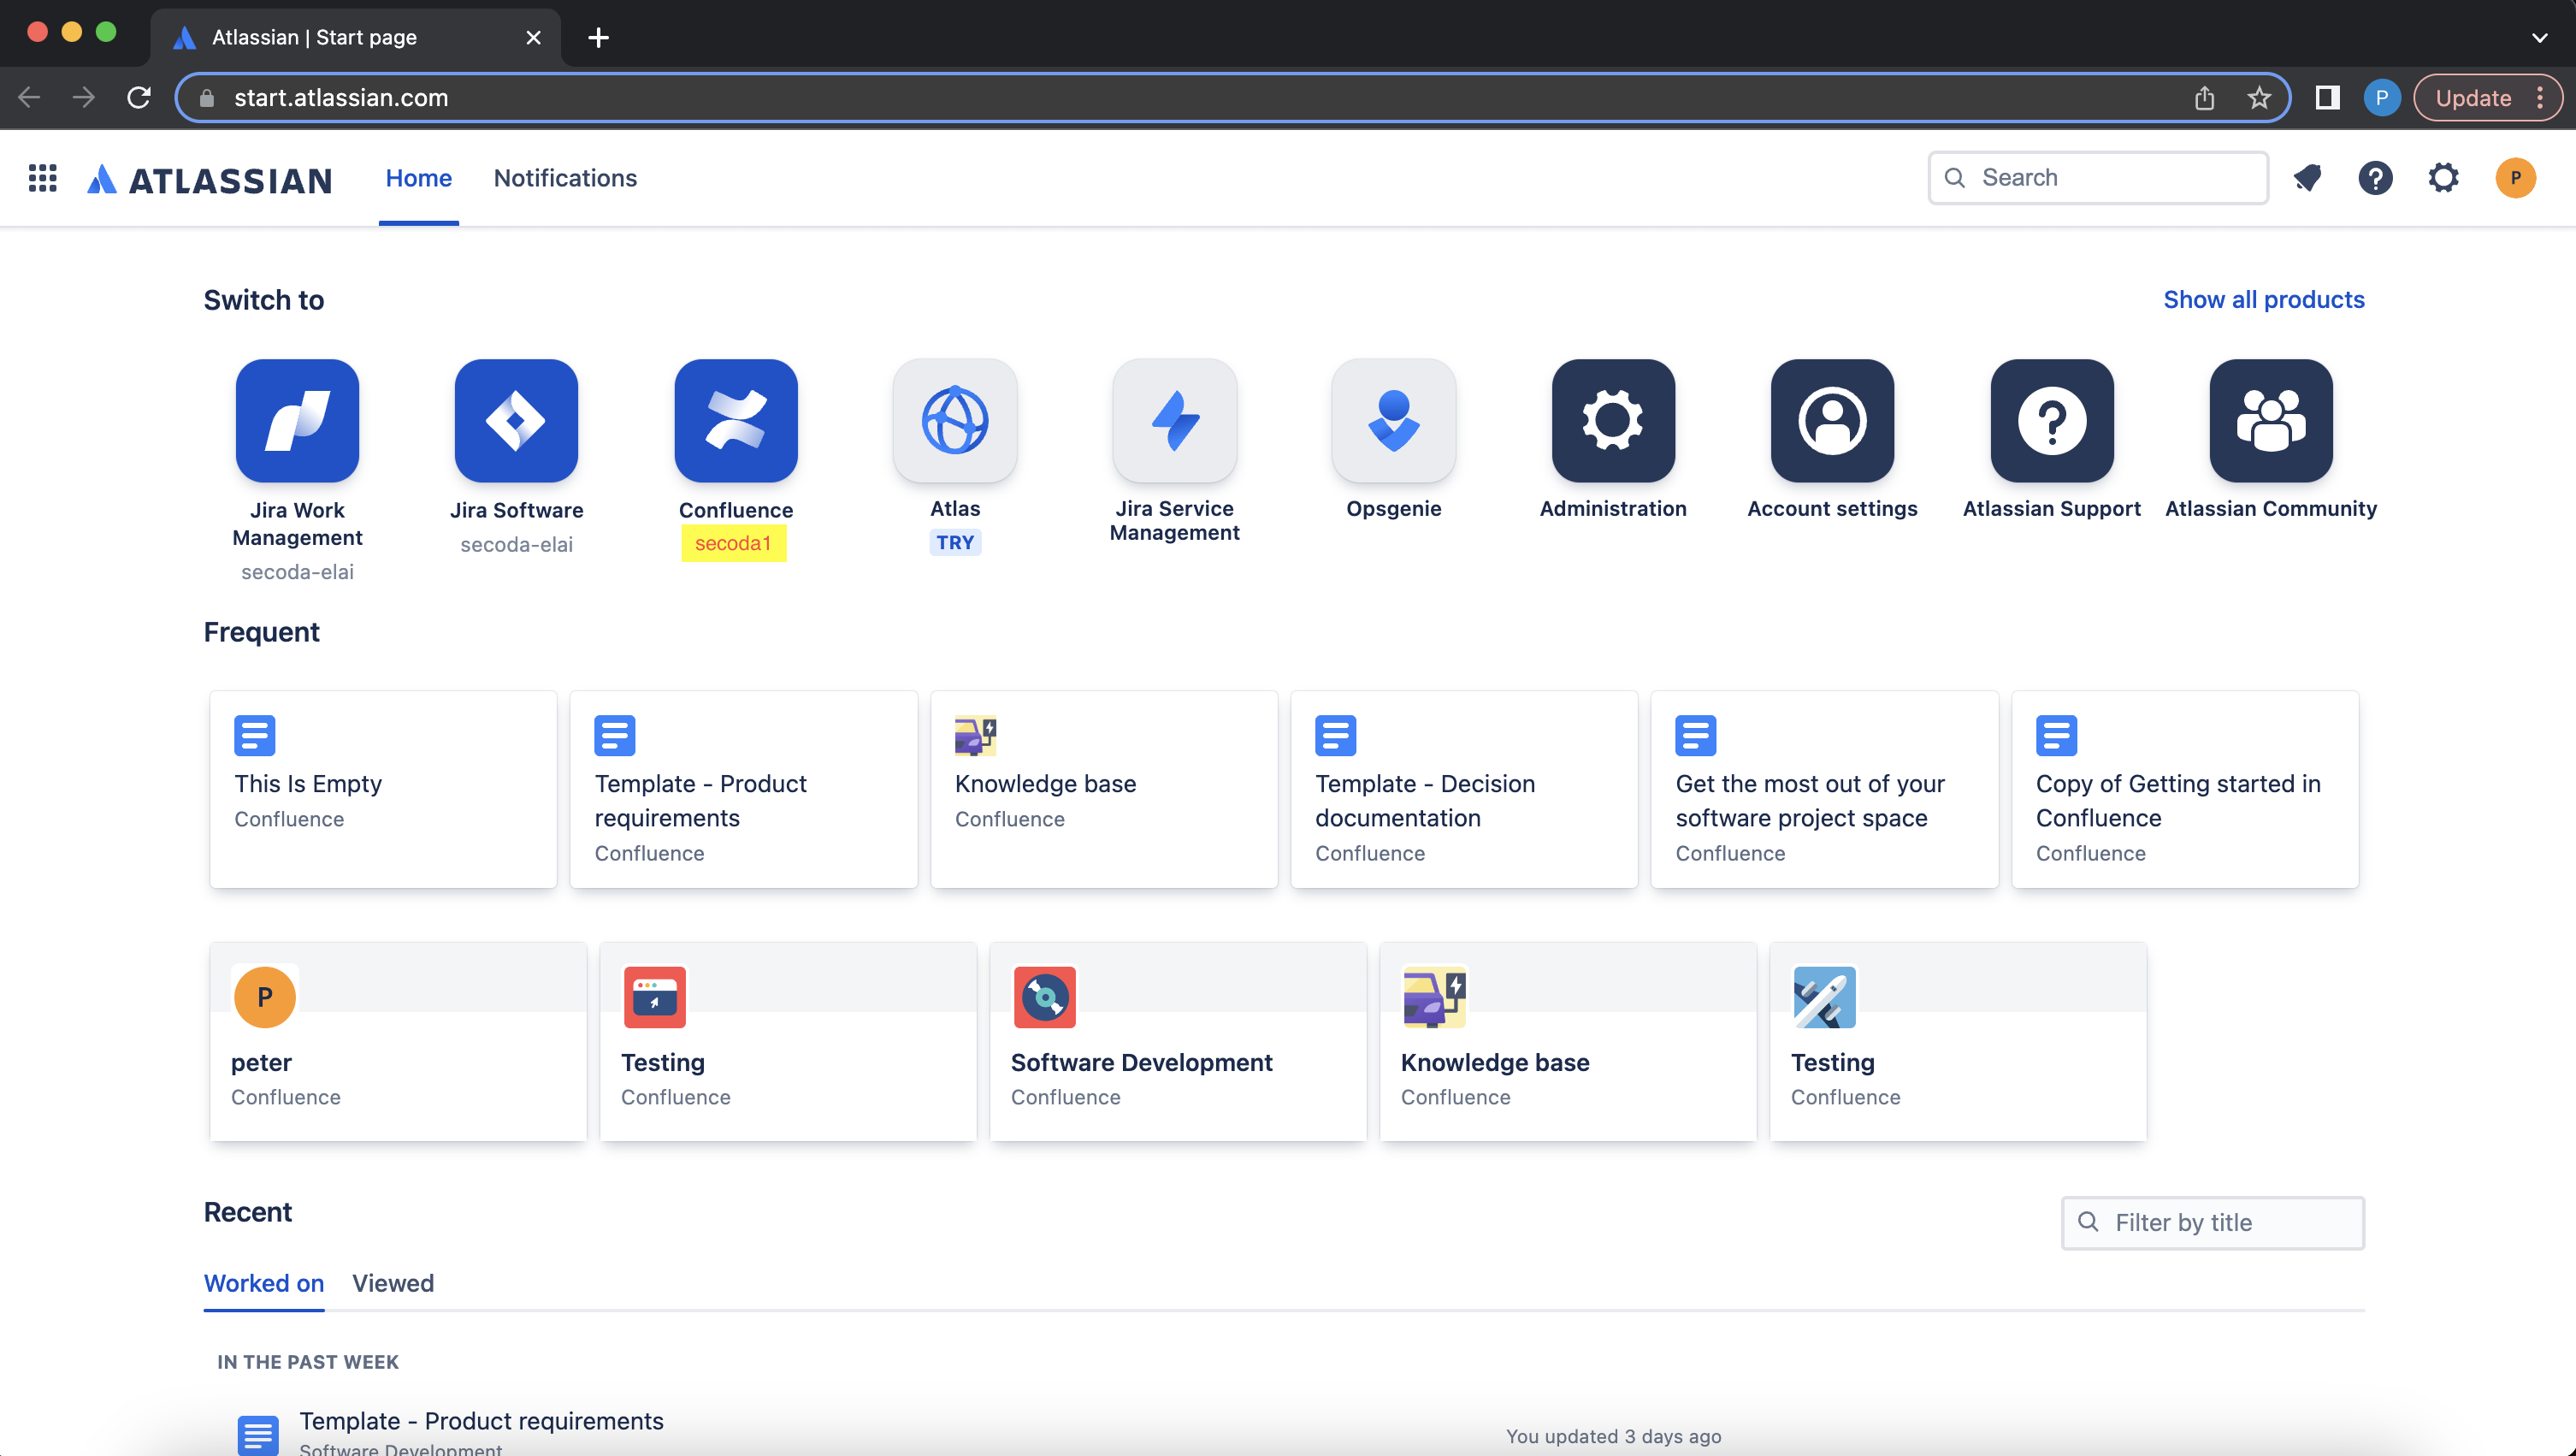 Atlassian | Start page
start.atlassian.com
P
Update
ATLASSIAN
Home
Notifications
Search
P
Switch to
Show all products
Jira Work
Management
secoda-elai
Jira Software
secoda-elai
Confluence
secoda1
Atlas
TRY
Jira Service
Management
Opsgenie
Administration
Account settings
Atlassian Support
Atlassian Community
Frequent
This Is Empty
Confluence
Template - Product
requirements
Confluence
Knowledge base
Confluence
Template - Decision
documentation
Confluence
Get the most out of your
software project space
Confluence
Copy of Getting started in
Confluence
Confluence
P
peter
Confluence
Testing
Confluence
Software Development
Confluence
Knowledge base
Confluence
Testing
Confluence
Recent
Filter by title
Worked on
Viewed
IN THE PAST WEEK
Template - Product requirements
Software Development
You updated 3 days ago